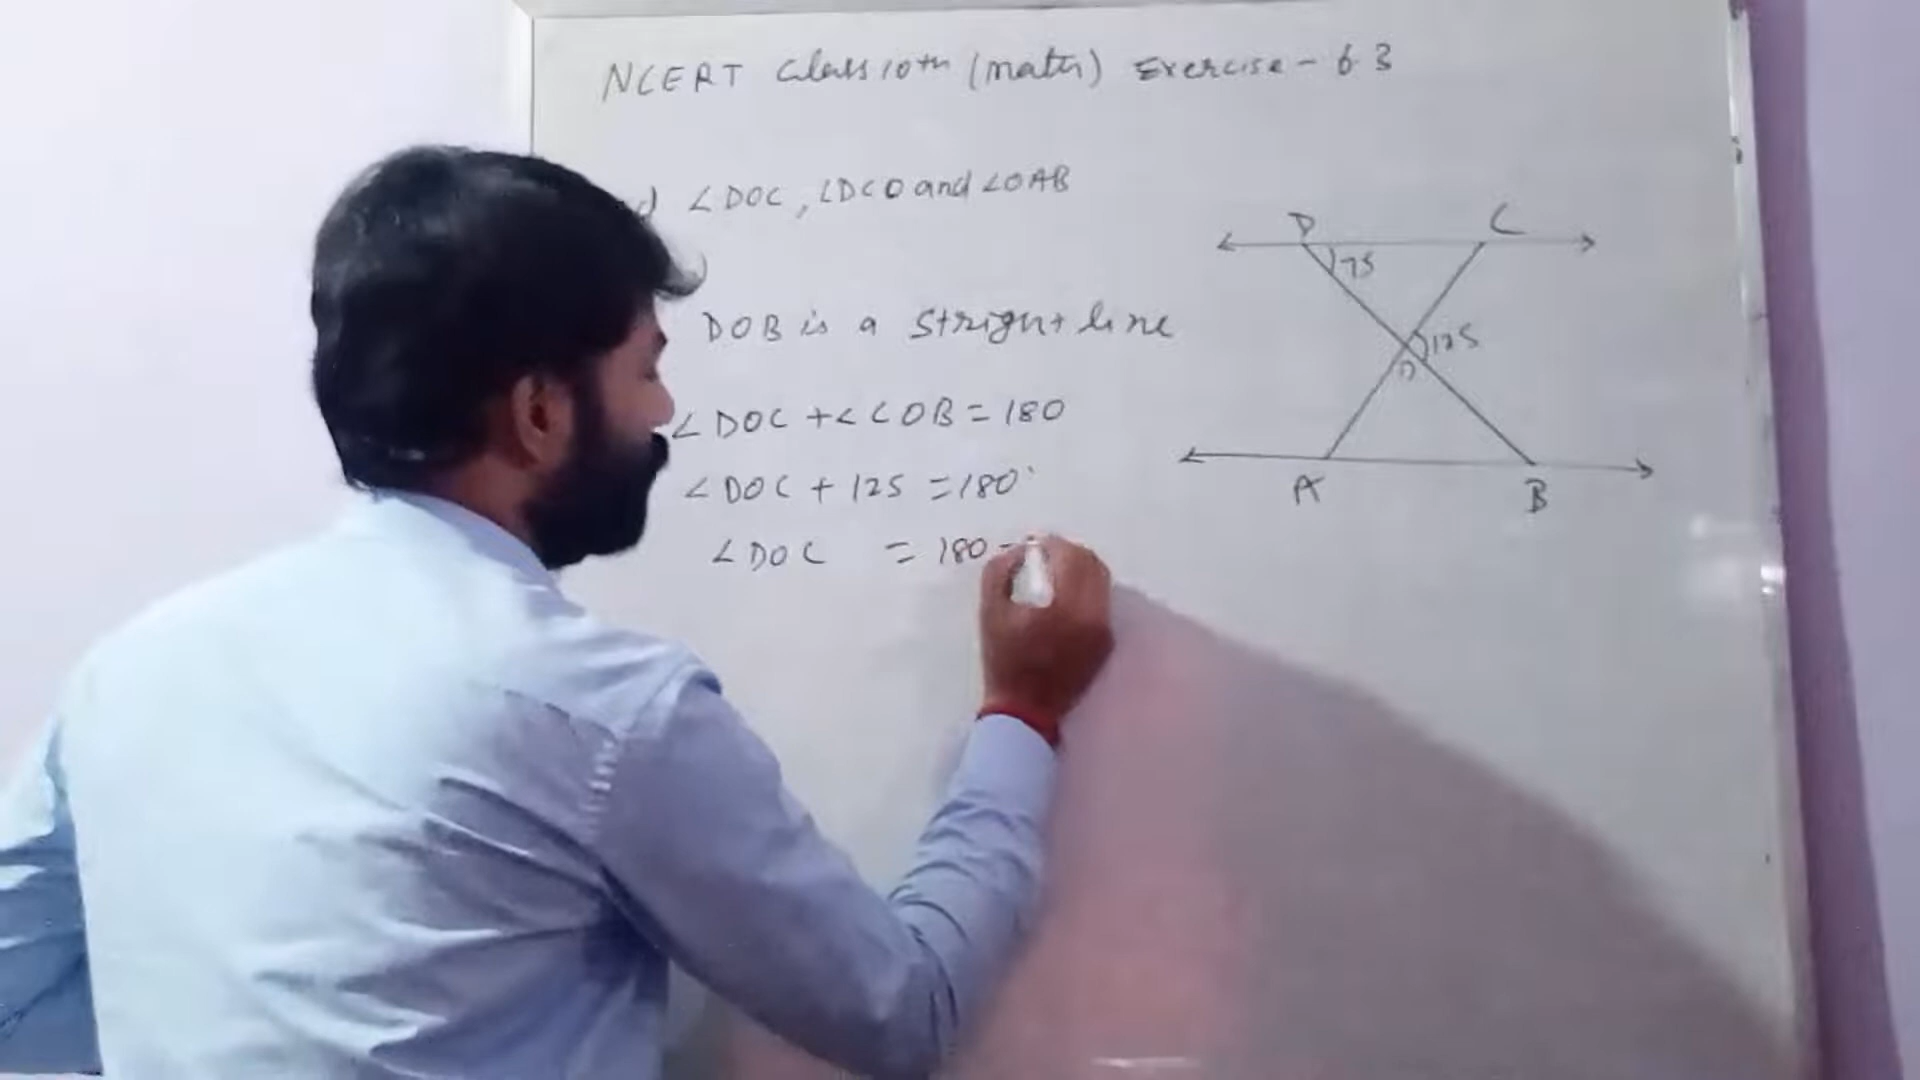 NCERT Class 10th (math) Exercise - 6.3
∠DOC, ∠DCO and ∠OAB
DOB is a stright line
∠DOC + ∠COB = 180
∠DOC + 125 = 180°
∠DOC = 180 -
D C
75
125
O
A B